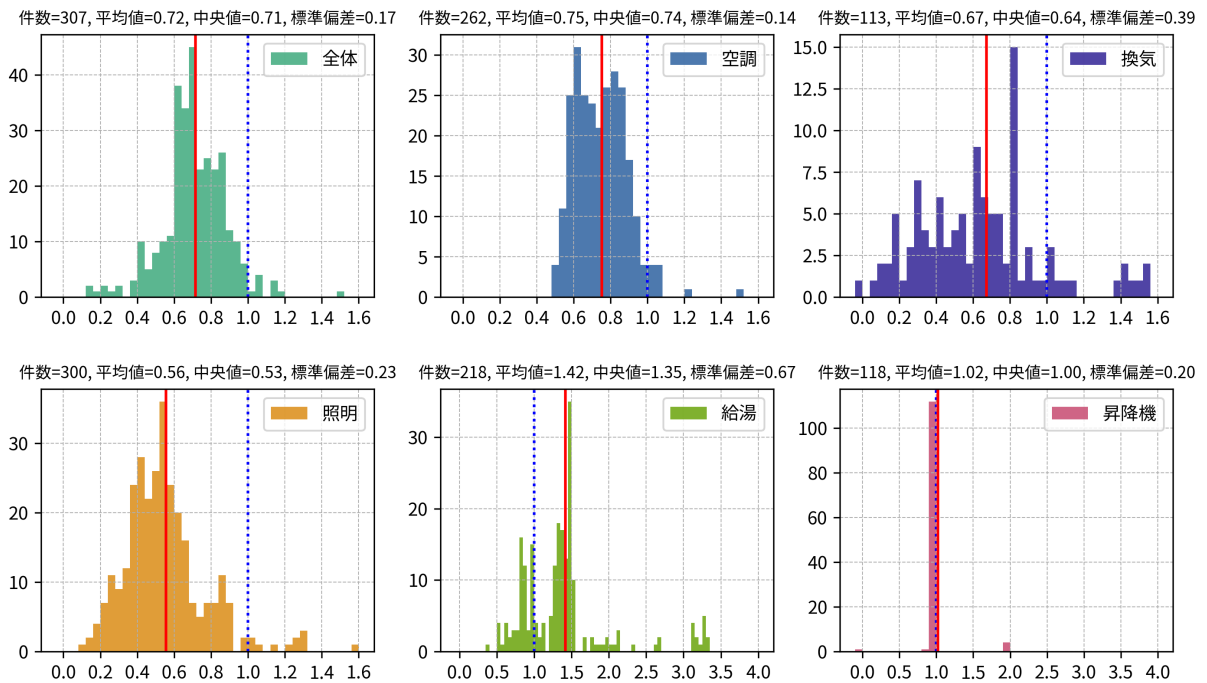 件数=307, 平均値=0.72, 中央値=0.71, 標準偏差=0.17
全体
40
30
20
10
0
0.0 0.2 0.4 0.6 0.8 1.0 1.2 1.4 1.6
件数=262, 平均値=0.75, 中央値=0.74, 標準偏差=0.14
空調
30
25
20
15
10
5
0
0.0 0.2 0.4 0.6 0.8 1.0 1.2 1.4 1.6
件数=113, 平均値=0.67, 中央値=0.64, 標準偏差=0.39
換気
15.0
12.5
10.0
7.5
5.0
2.5
0.0
0.0 0.2 0.4 0.6 0.8 1.0 1.2 1.4 1.6
件数=300, 平均値=0.56, 中央値=0.53, 標準偏差=0.23
照明
30
20
10
0
0.0 0.2 0.4 0.6 0.8 1.0 1.2 1.4 1.6
件数=218, 平均値=1.42, 中央値=1.35, 標準偏差=0.67
給湯
30
20
10
0
0.0 0.5 1.0 1.5 2.0 2.5 3.0 3.5 4.0
件数=118, 平均値=1.02, 中央値=1.00, 標準偏差=0.20
昇降機
100
80
60
40
20
0
0.0 0.5 1.0 1.5 2.0 2.5 3.0 3.5 4.0